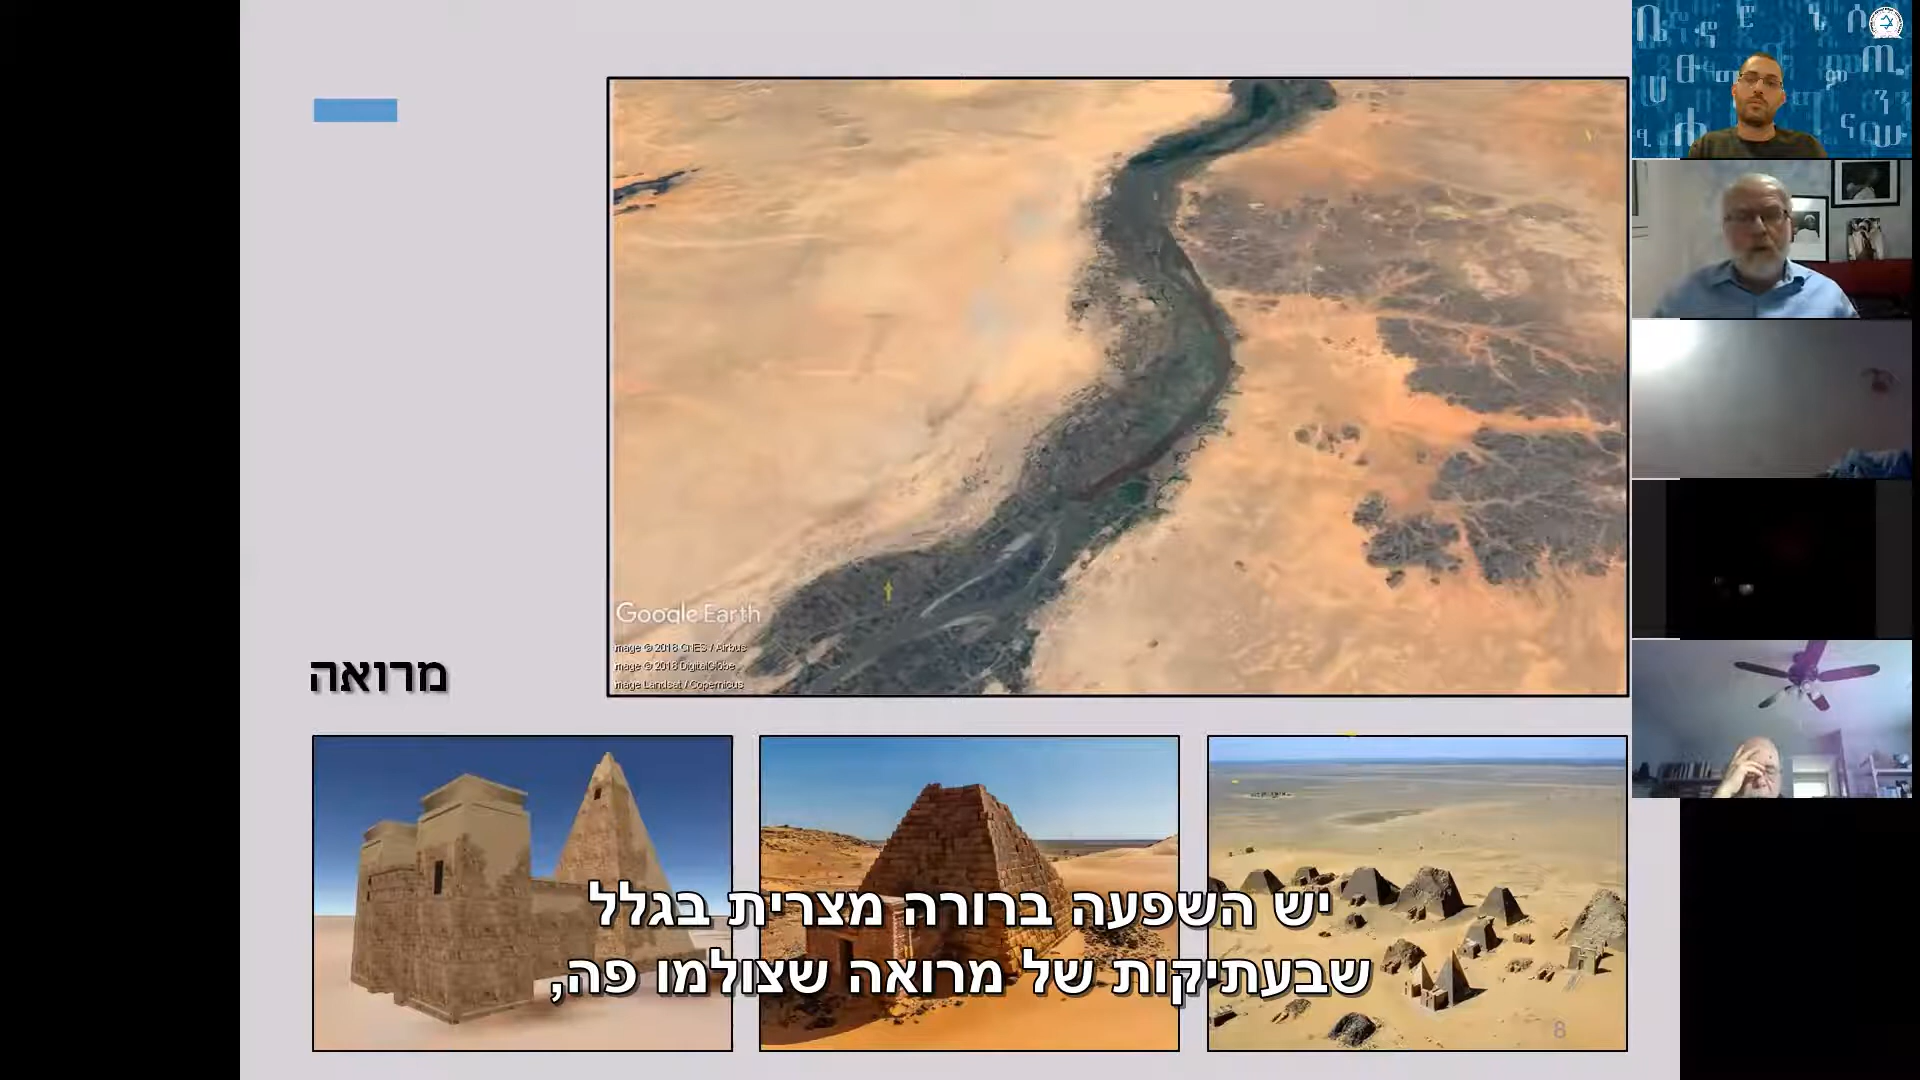 Google Earth
Image © 2018 CNES / Airbus
Image © 2018 DigitalGlobe
Image Landsat / Copernicus
מרואה
יש השפעה ברורה מצרית בגלל
שבעתיקות של מרואה שצולמו פה,
8